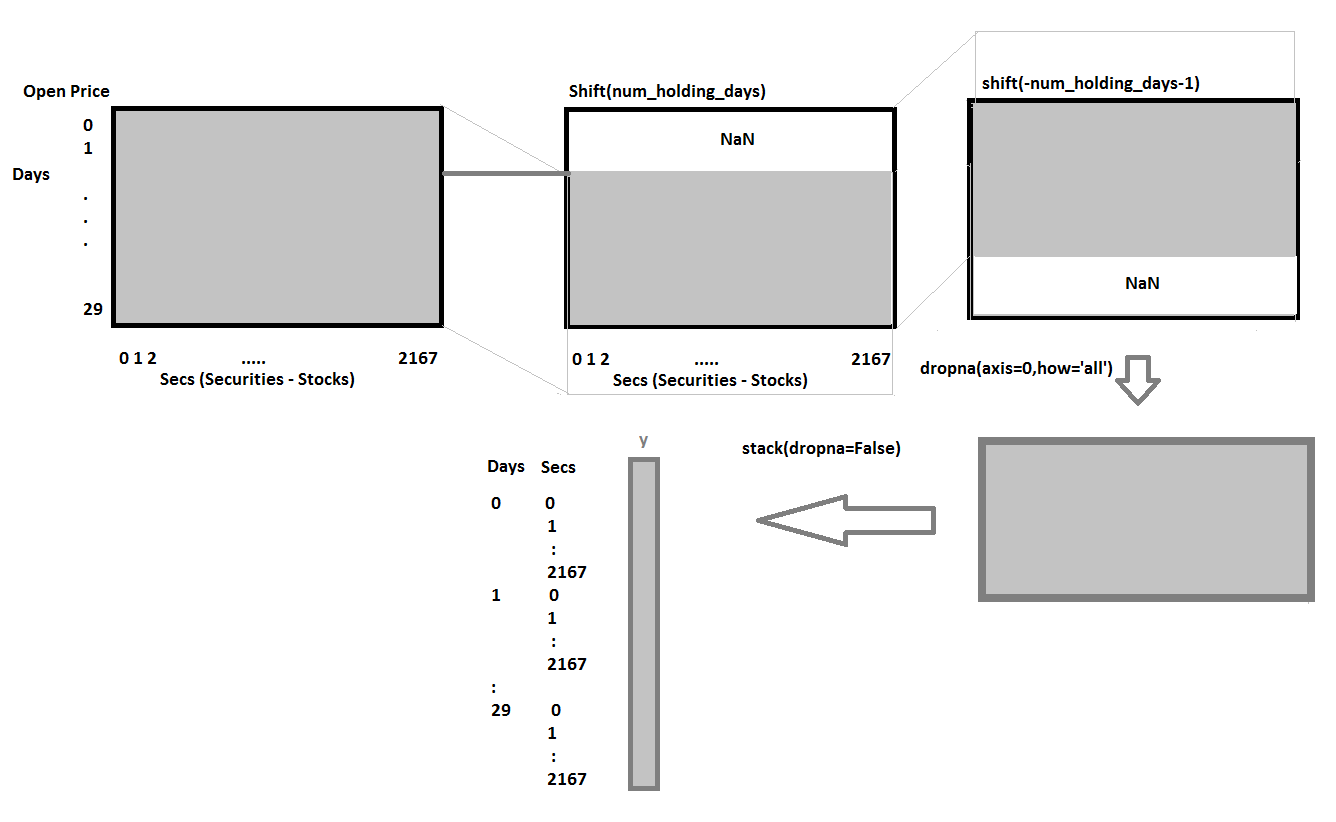 Open Price
0
1
Days
.
.
.
29
0 1 2 ..... 2167
Secs (Securities - Stocks)
Shift(num_holding_days)
NaN
0 1 2 ..... 2167
Secs (Securities - Stocks)
shift(-num_holding_days-1)
NaN
dropna(axis=0,how='all')
stack(dropna=False)
y
Days Secs
0 0
1
:
2167
1 0
1
:
2167
:
29 0
1
:
2167